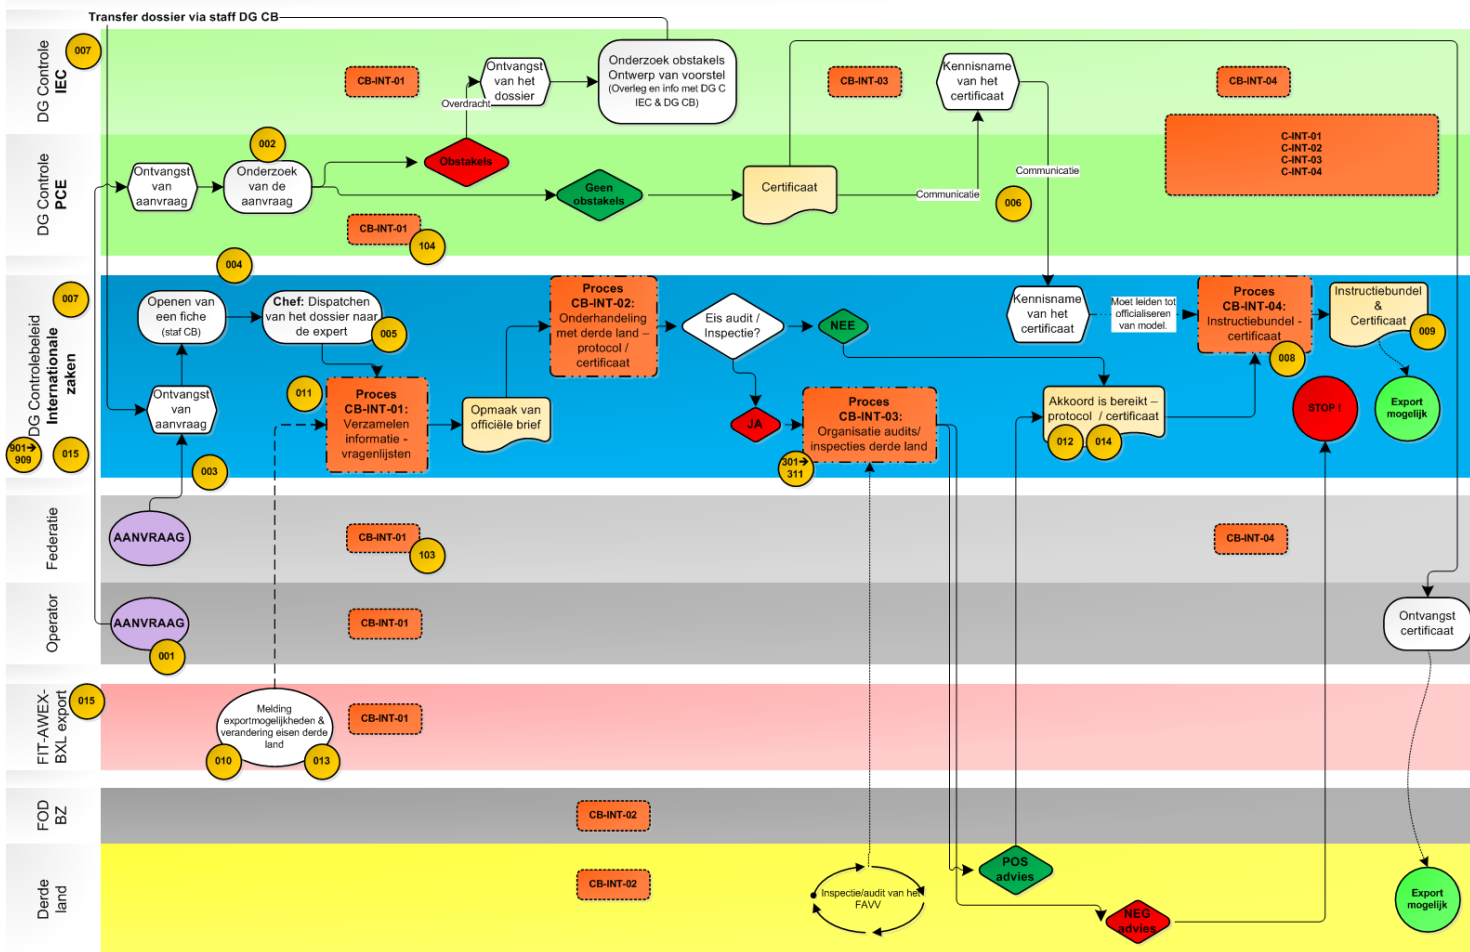 Transfer dossier via staff DG CB
DG Controle
IEC
007
CB-INT-01
Ontvangst
van het
dossier
Overdracht
Onderzoek obstakels
Ontwerp van voorstel
(Overleg en info met DG C
IEC & DG CB)
CB-INT-03
Kennisname
van het
certificaat
CB-INT-04
DG Controle
PCE
Ontvangst
van
aanvraag
002
Onderzoek
van de
aanvraag
Obstakels
Geen
obstakels
Certificaat
Communicatie
006
Communicatie
C-INT-01
C-INT-02
C-INT-03
C-INT-04
CB-INT-01
104
DG Controlebeleid
Internationale
zaken
007
901→
909
015
004
Openen van
een fiche
(staf CB)
Chef: Dispatchen
van het dossier naar
de expert
005
Ontvangst
van
aanvraag
003
011
Proces
CB-INT-01:
Verzamelen
informatie -
vragenlijsten
Opmaak van
officiële brief
Proces
CB-INT-02:
Onderhandeling
met derde land –
protocol /
certificaat
Eis audit /
Inspectie?
NEE
JA
Proces
CB-INT-03:
Organisatie audits/
inspecties derde land
301→
311
Kennisname
van het
certificaat
Moet leiden tot
officialiseren
van model.
Proces
CB-INT-04:
Instructiebundel -
certificaat
008
Instructiebundel
&
Certificaat
009
Akkoord is bereikt –
protocol / certificaat
012
014
STOP !
Export
mogelijk
Federatie
AANVRAAG
CB-INT-01
103
CB-INT-04
Operator
AANVRAAG
001
CB-INT-01
Ontvangst
certificaat
FIT-AWEX-
BXL export
015
Melding
exportmogelijkheden &
verandering eisen derde
land
010
013
CB-INT-01
FOD
BZ
CB-INT-02
Derde
land
CB-INT-02
Inspectie/audit van het
FAVV
POS
advies
NEG
advies
Export
mogelijk